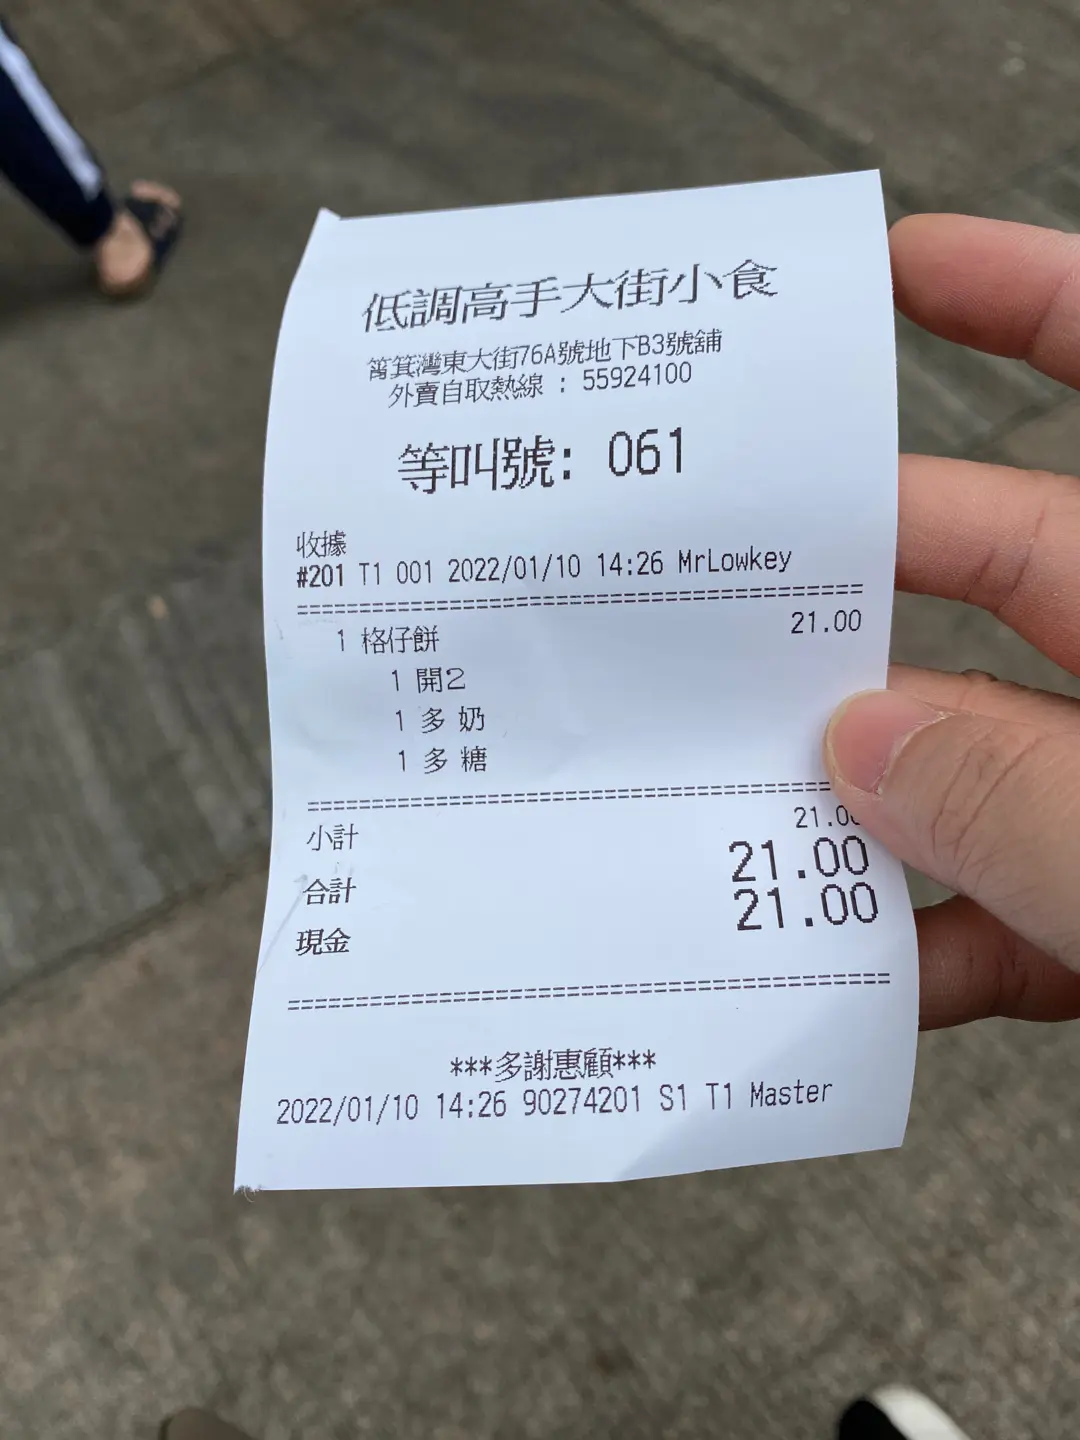 低調高手大街小食
筲箕灣東大街76A號地下B3號舖
外賣自取熱線 : 55924100
等叫號: 061
收據
#201 T1 001 2022/01/10 14:26 MrLowkey
========================================
1 格仔餅 21.00
1 開2
1 多 奶
1 多 糖
========================================
小計 21.00
合計 21.00
現金 21.00
========================================
***多謝惠顧***
2022/01/10 14:26 90274201 S1 T1 Master